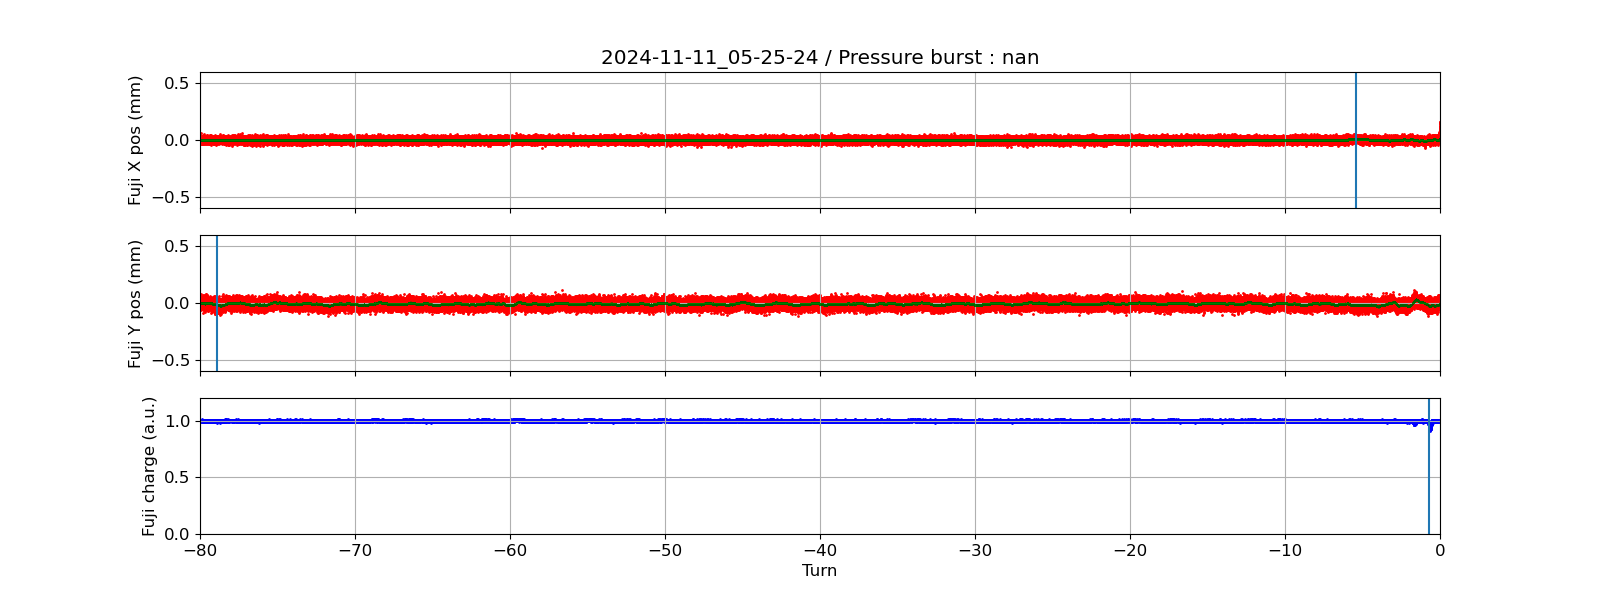 2024-11-11_05-25-24 / Pressure burst : nan
Fuji X pos (mm)
0.5
0.0
−0.5
Fuji Y pos (mm)
0.5
0.0
−0.5
Fuji charge (a.u.)
1.0
0.5
0.0
−80 −70 −60 −50 −40 −30 −20 −10 0
Turn